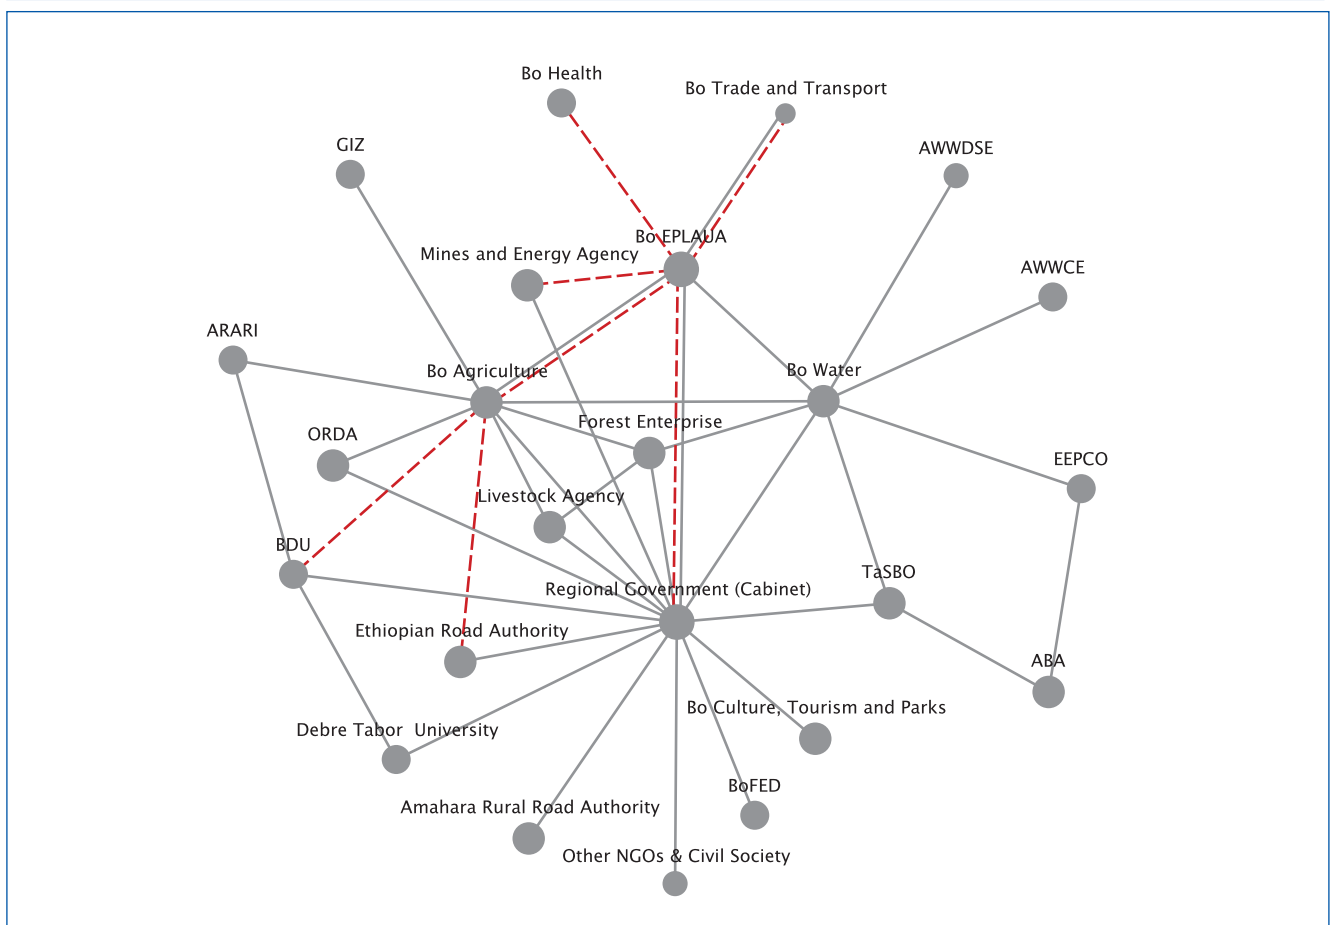 Bo Health
Bo Trade and Transport
GIZ
AWWDSE
Bo EPLAUA
Mines and Energy Agency
AWWCE
ARARI
Bo Agriculture
Bo Water
Forest Enterprise
ORDA
EEPCO
Livestock Agency
BDU
TaSBO
Regional Government (Cabinet)
Ethiopian Road Authority
ABA
Bo Culture, Tourism and Parks
Debre Tabor University
BoFED
Amahara Rural Road Authority
Other NGOs & Civil Society